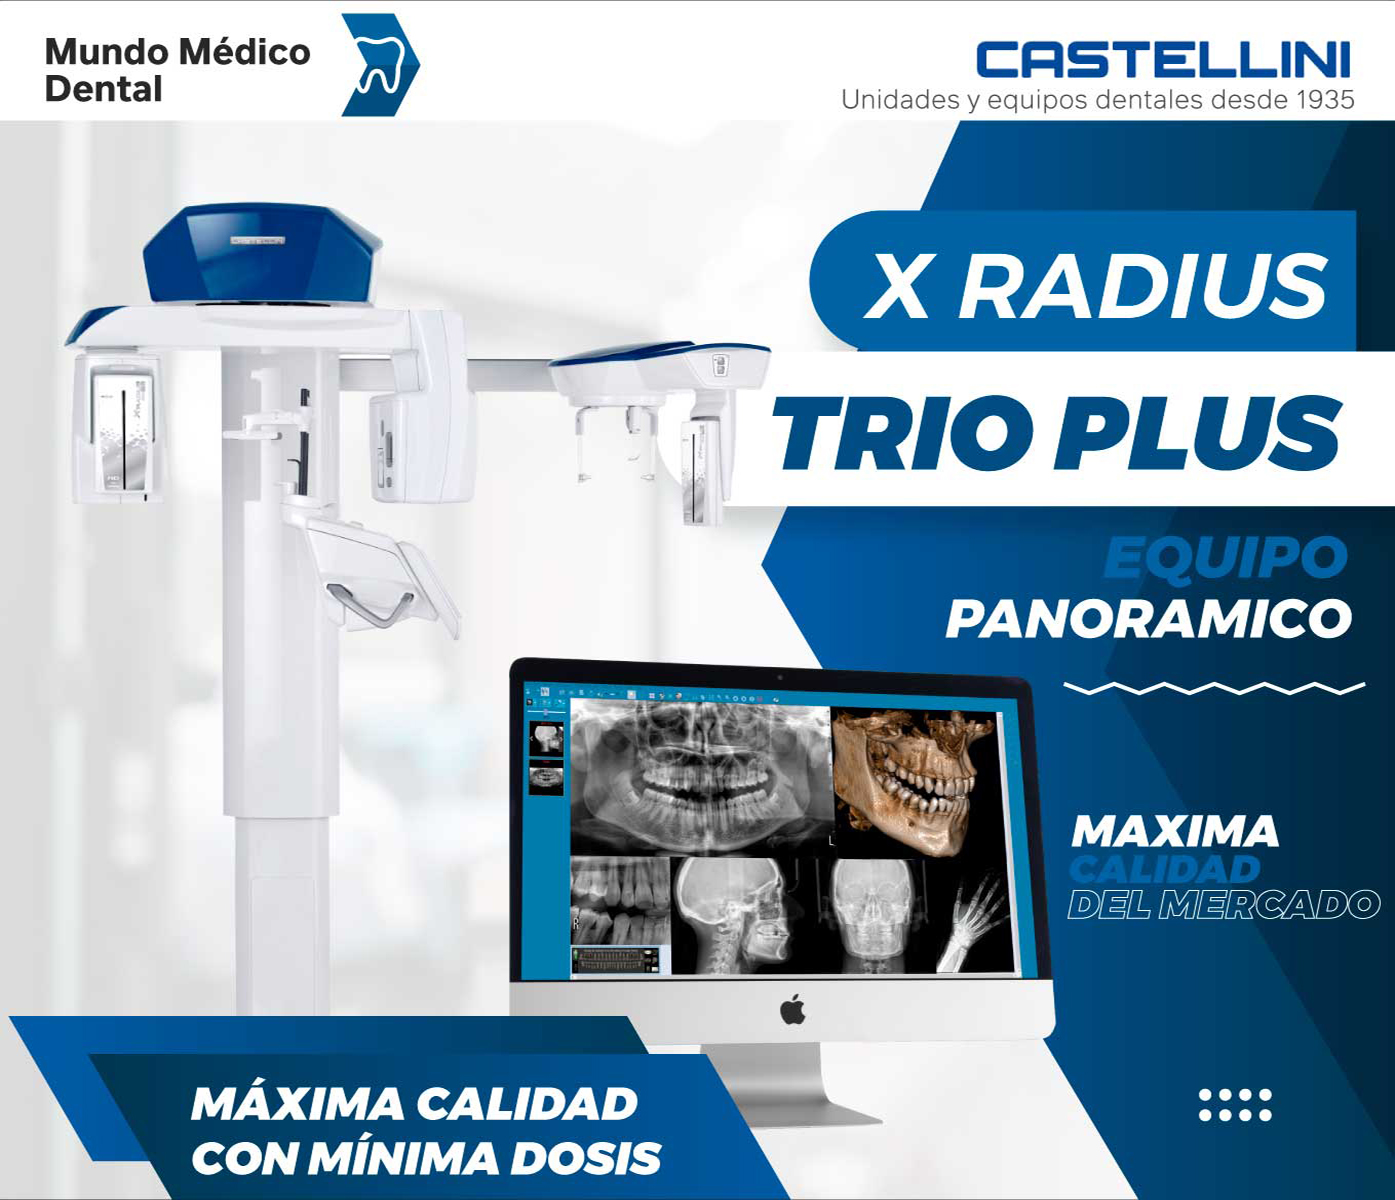 Mundo Médico
Dental
CASTELLINI
Unidades y equipos dentales desde 1935
X RADIUS
TRIO PLUS
EQUIPO
PANORAMICO
MAXIMA
CALIDAD
DEL MERCADO
L
R
MÁXIMA CALIDAD
CON MÍNIMA DOSIS